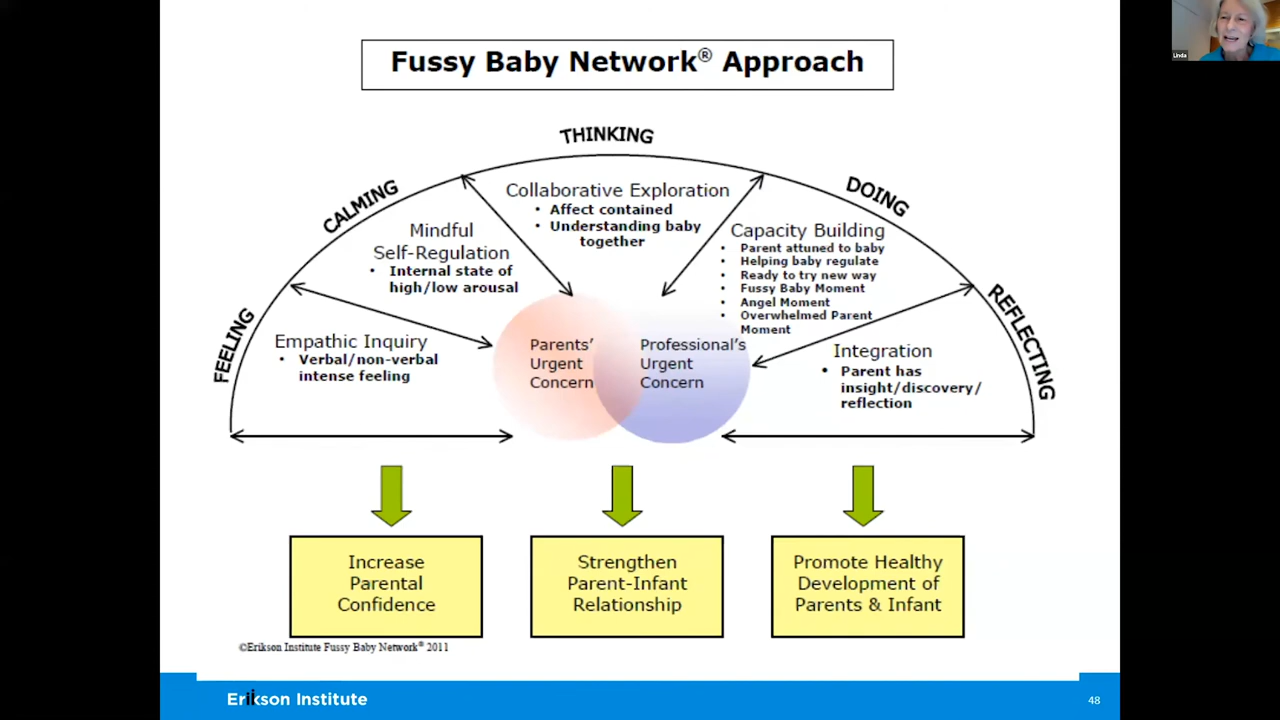 Fussy Baby Network® Approach
Linda
THINKING
CALMING
DOING
FEELING
REFLECTING
Collaborative Exploration
• Affect contained
• Understanding baby
together
Mindful
Self-Regulation
• Internal state of
high/low arousal
Capacity Building
• Parent attuned to baby
• Helping baby regulate
• Ready to try new way
• Fussy Baby Moment
• Angel Moment
• Overwhelmed Parent
Moment
Empathic Inquiry
• Verbal/non-verbal
intense feeling
Parents'
Urgent
Concern
Professional's
Urgent
Concern
Integration
• Parent has
insight/discovery/
reflection
Increase
Parental
Confidence
Strengthen
Parent-Infant
Relationship
Promote Healthy
Development of
Parents & Infant
©Erikson Institute Fussy Baby Network® 2011
Erikson Institute
48